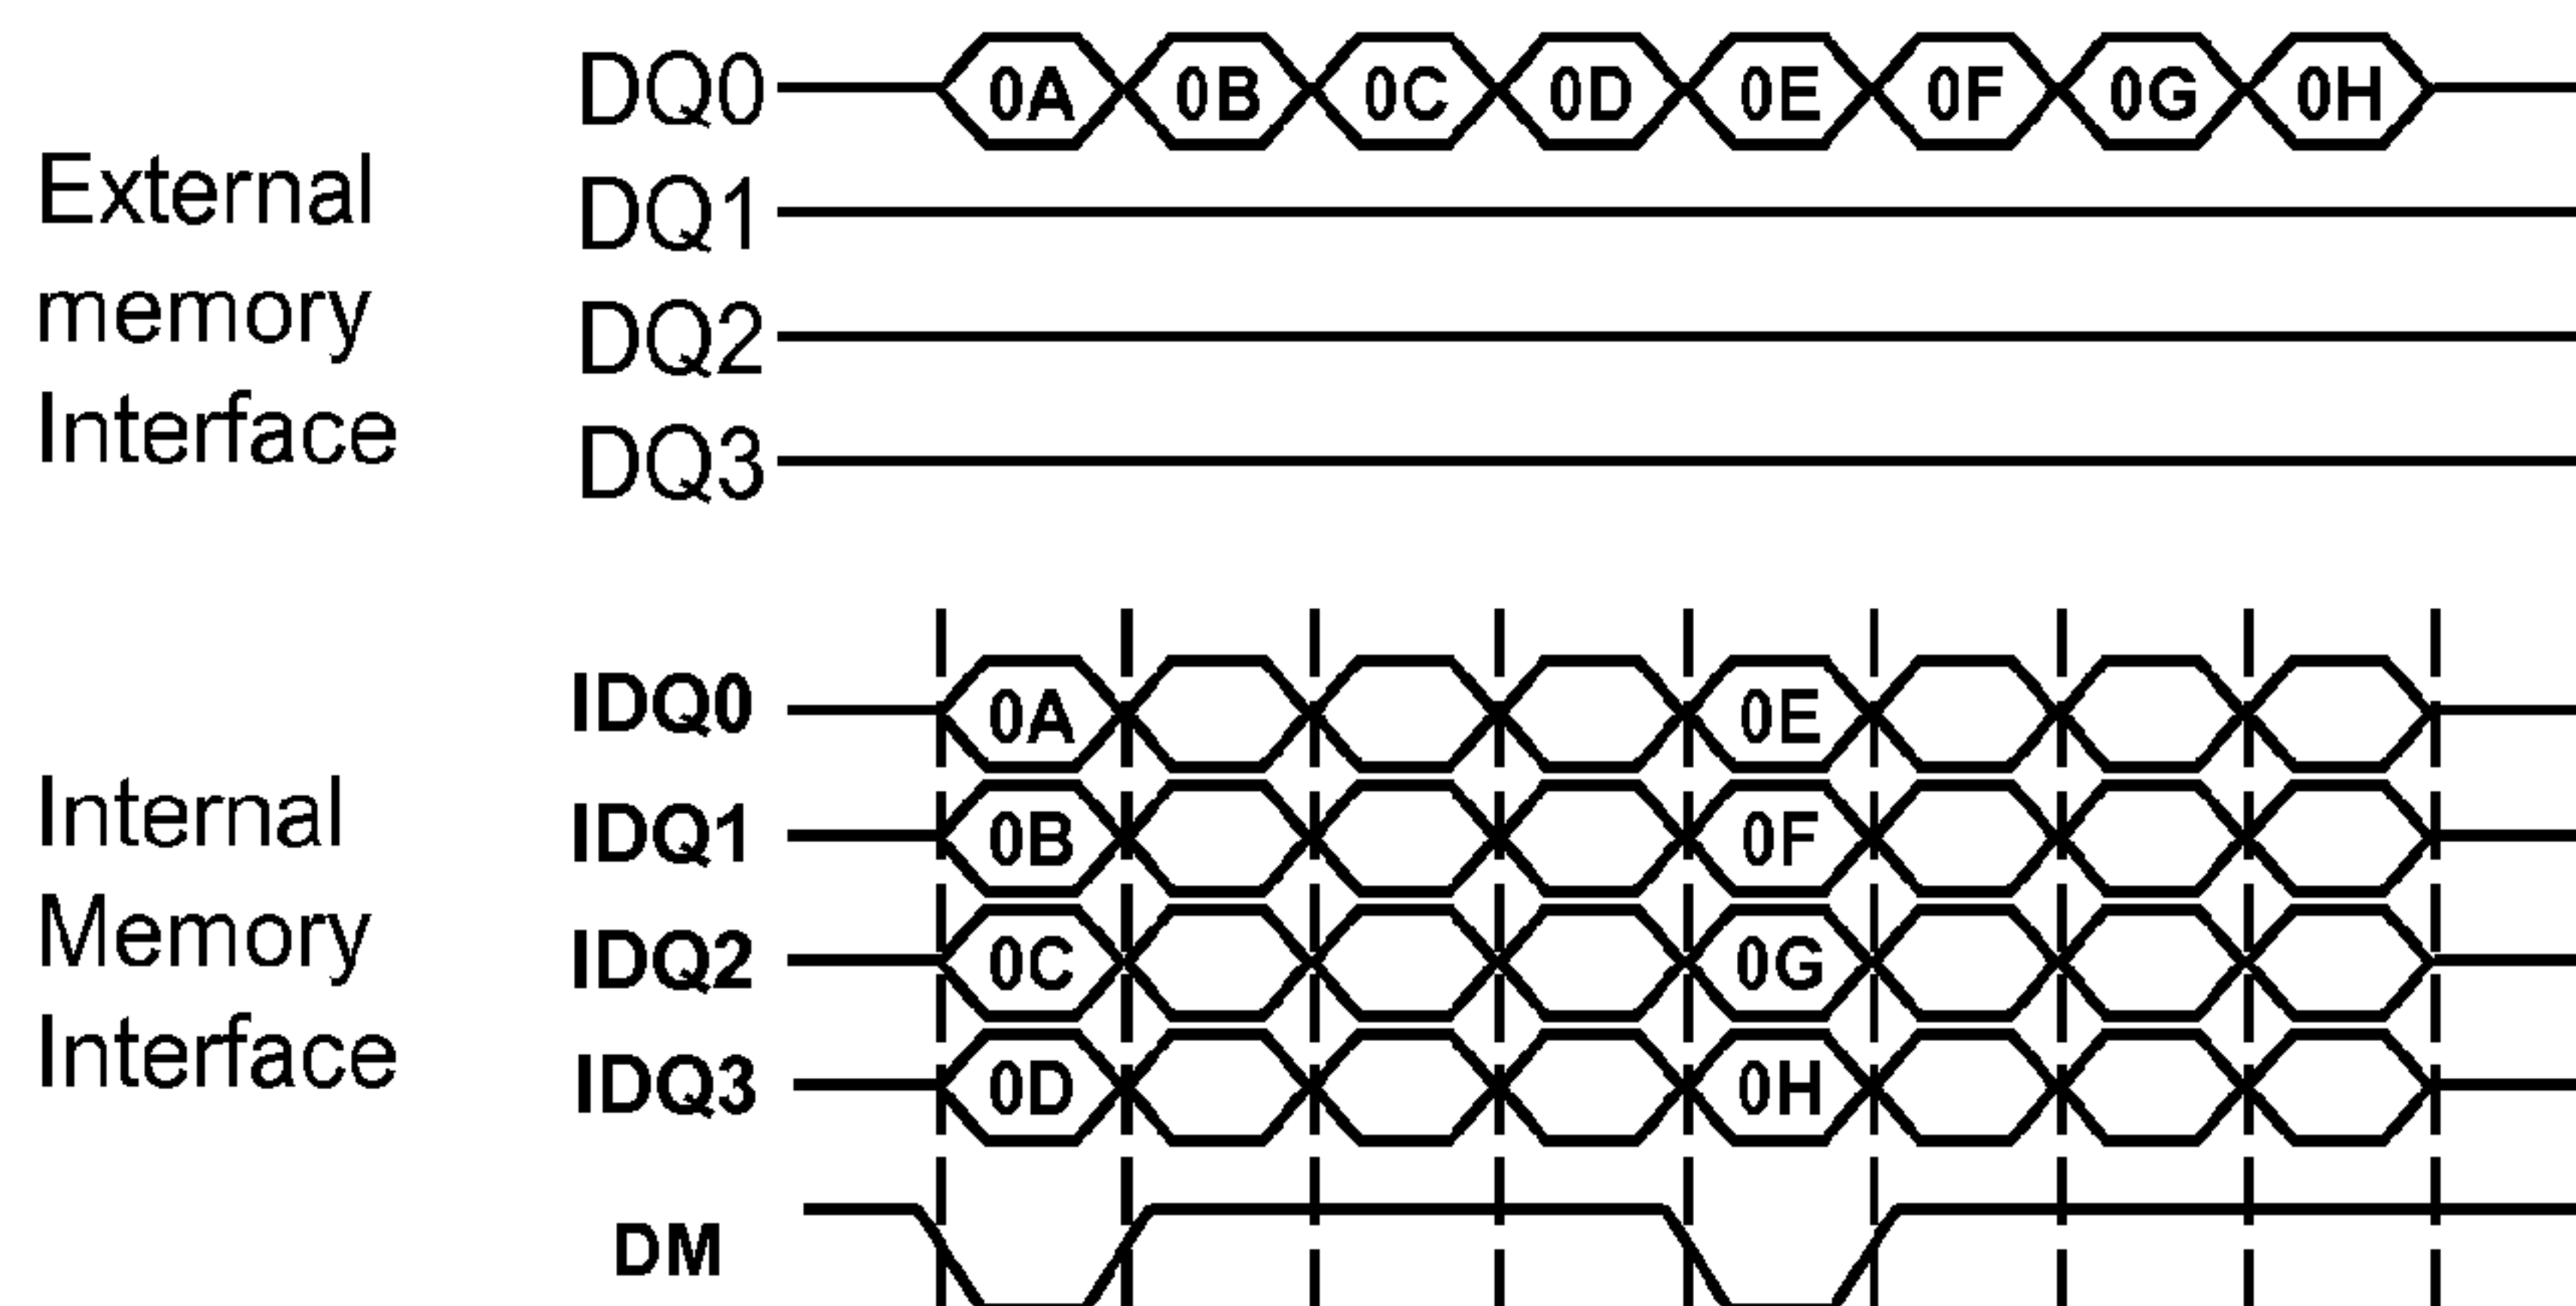 External
memory
Interface
DQ0 0A 0B 0C 0D 0E 0F 0G 0H
DQ1
DQ2
DQ3
Internal
Memory
Interface
IDQ0 0A 0E
IDQ1 0B 0F
IDQ2 0C 0G
IDQ3 0D 0H
DM